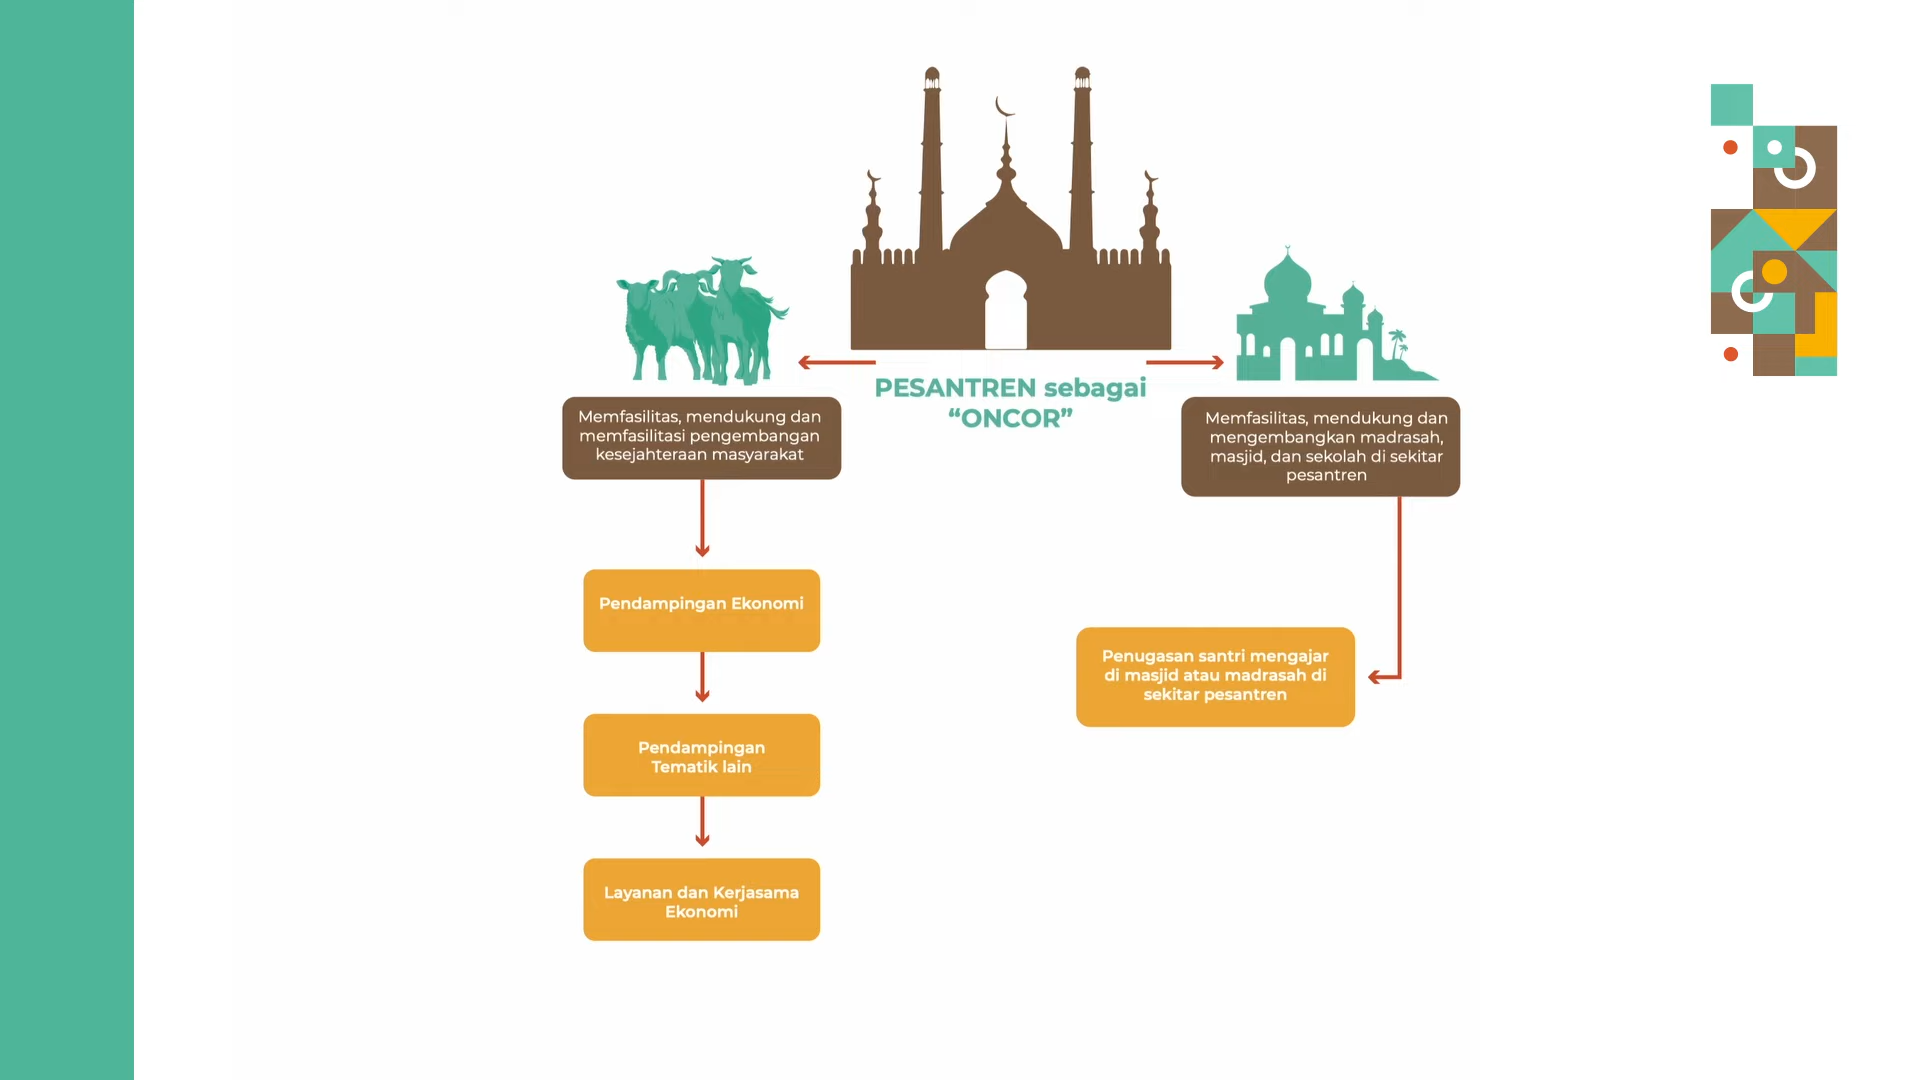 PESANTREN sebagai
“ONCOR”
Memfasilitas, mendukung dan
memfasilitasi pengembangan
kesejahteraan masyarakat
Pendampingan Ekonomi
Pendampingan
Tematik lain
Layanan dan Kerjasama
Ekonomi
Memfasilitas, mendukung dan
mengembangkan madrasah,
masjid, dan sekolah di sekitar
pesantren
Penugasan santri mengajar
di masjid atau madrasah di
sekitar pesantren